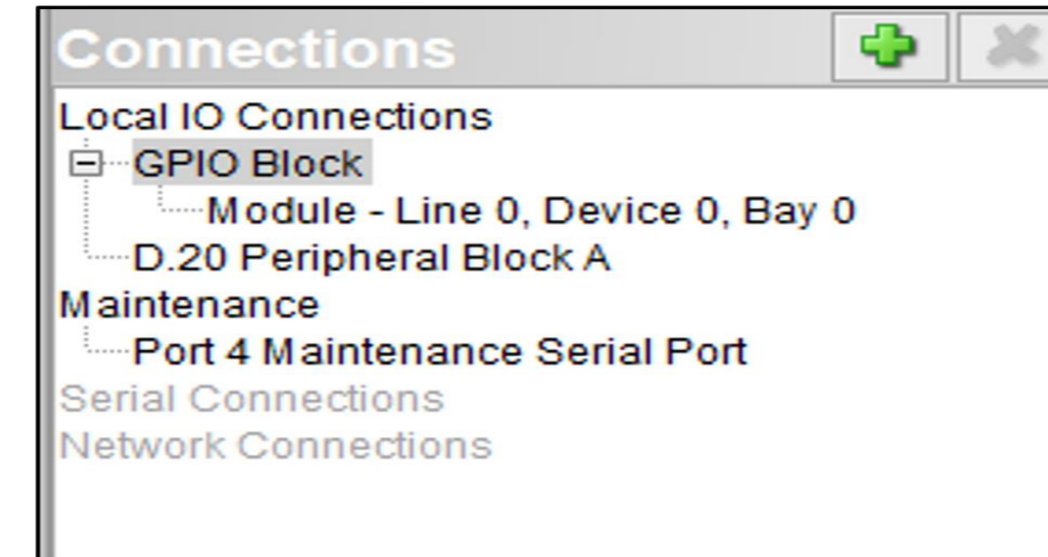 Connections
Local IO Connections
GPIO Block
Module - Line 0, Device 0, Bay 0
D.20 Peripheral Block A
Maintenance
Port 4 Maintenance Serial Port
Serial Connections
Network Connections